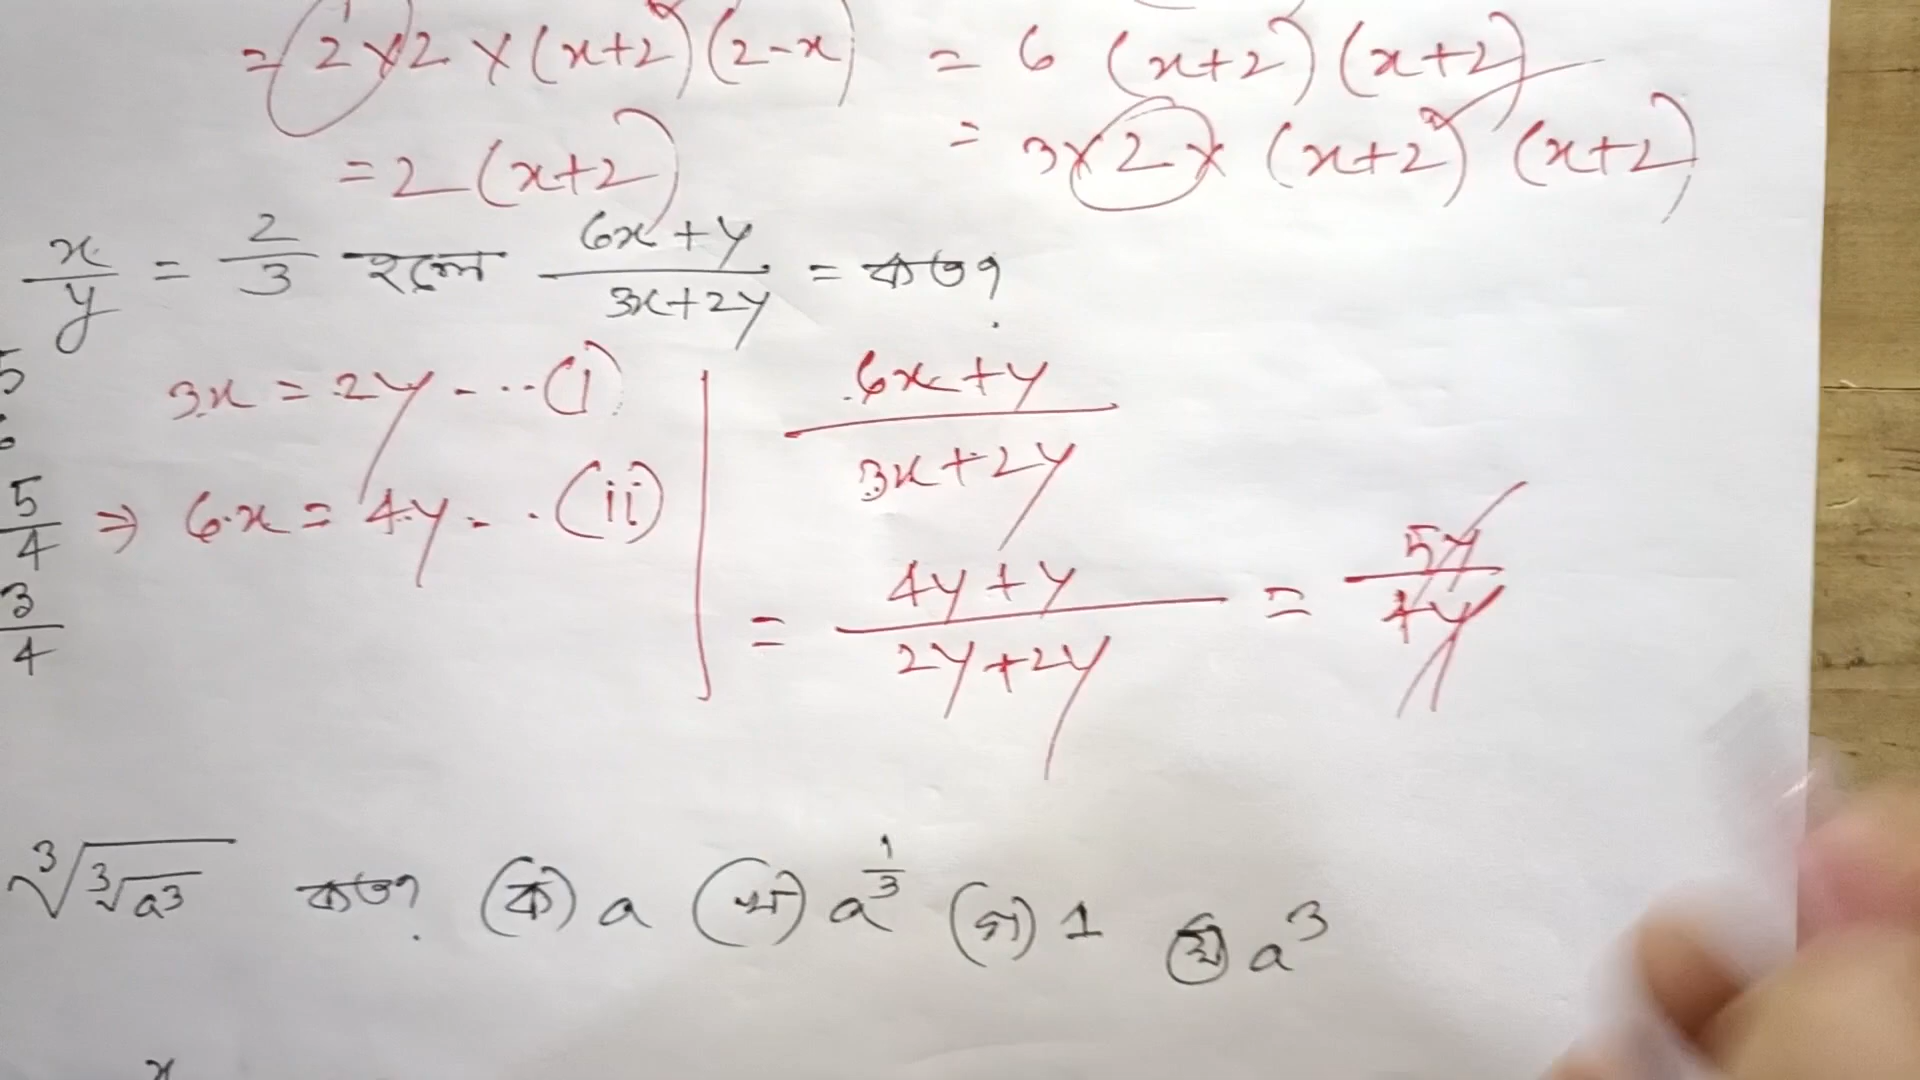 = 2×2×(x+2)(2-x) = 6 (x+2)(x+2)
= 2(x+2) = 3×2×(x+2)(x+2)
x/y = 2/3 হলে (6x+y)/(3x+2y) = কত?
5
3x = 2y - ... (i) (6x+y)/(3x+2y)
5/4 ⇒ 6x = 4y - .. (ii)
3/4 = (4y+y)/(2y+2y) = 5y/4y
∛(∛(a³)) কত? (ক) a (খ) a^(1/3) (গ) 1 (ঘ) a³
x